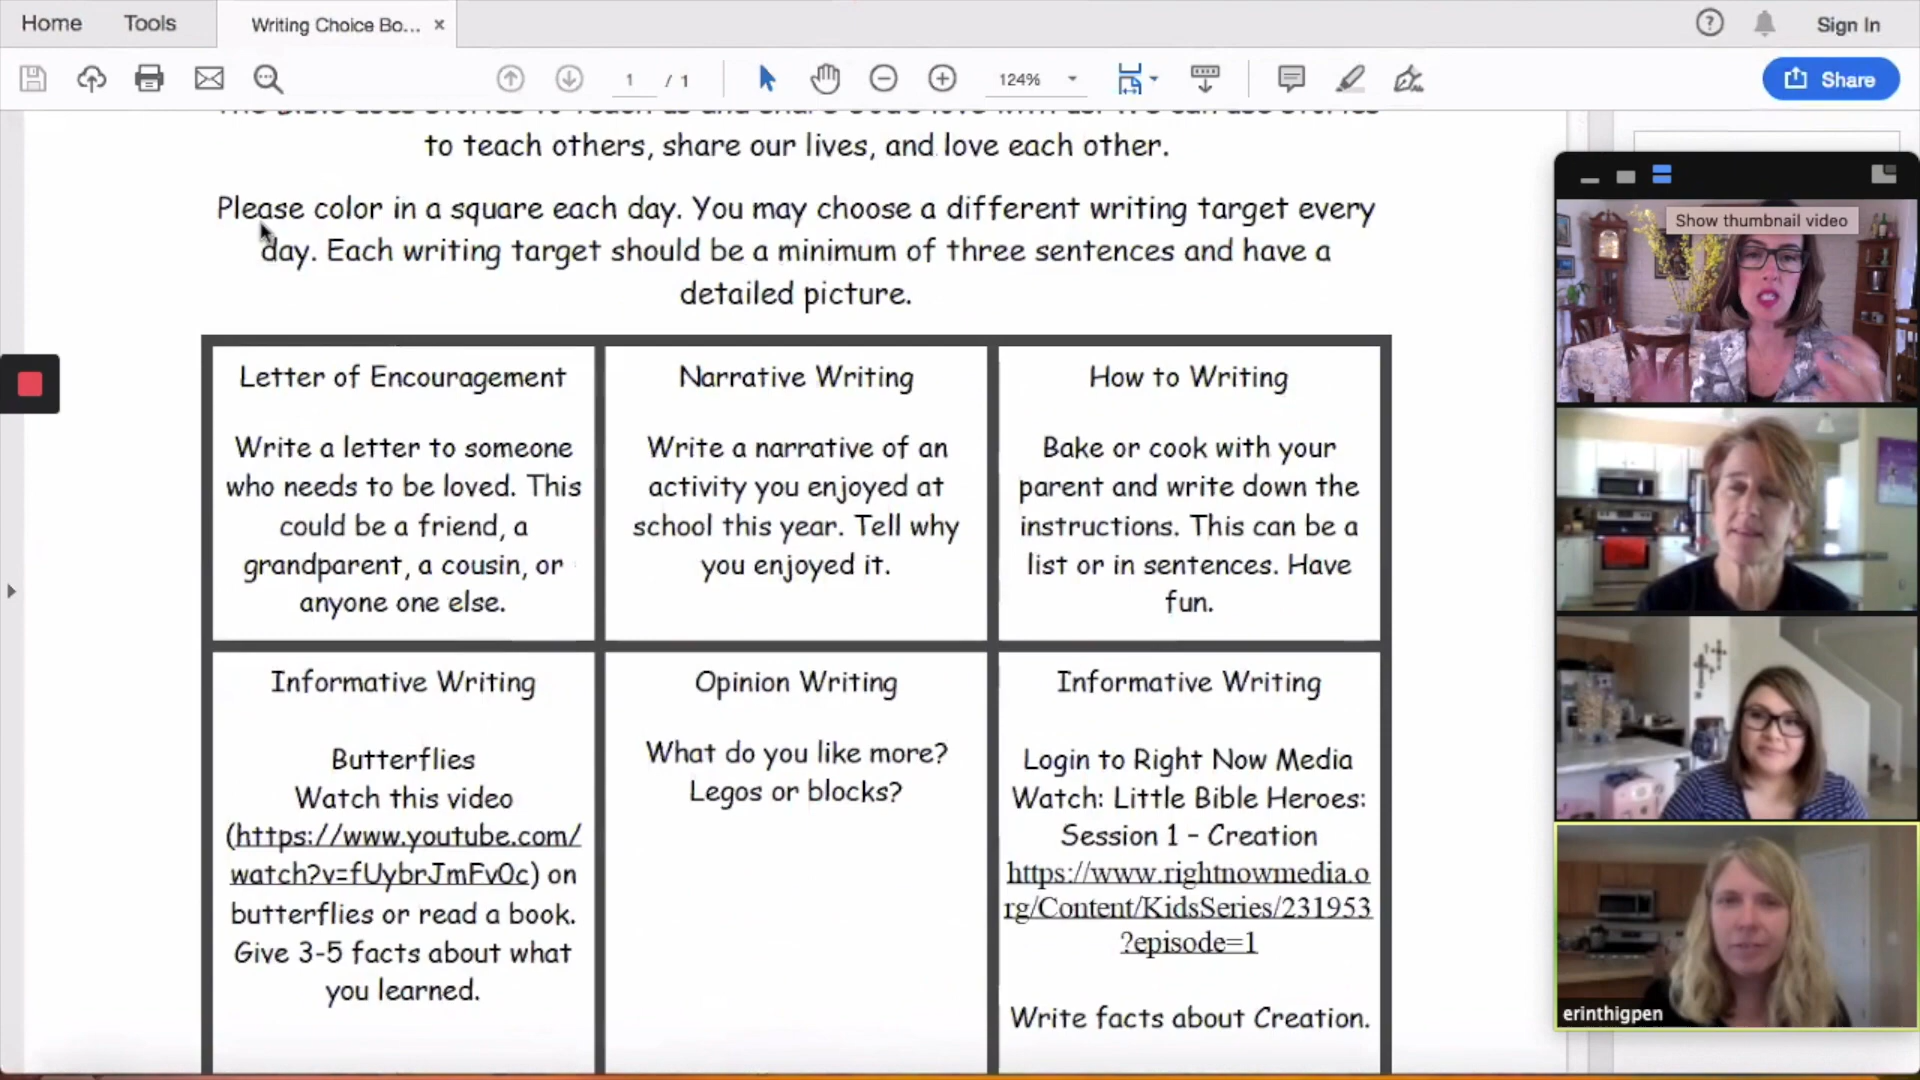 Home
Tools
Writing Choice Bo...
Sign In
1 / 1
124%
Share
to teach others, share our lives, and love each other.
Please color in a square each day. You may choose a different writing target every
day. Each writing target should be a minimum of three sentences and have a
detailed picture.
Letter of Encouragement
Write a letter to someone
who needs to be loved. This
could be a friend, a
grandparent, a cousin, or
anyone one else.
Narrative Writing
Write a narrative of an
activity you enjoyed at
school this year. Tell why
you enjoyed it.
How to Writing
Bake or cook with your
parent and write down the
instructions. This can be a
list or in sentences. Have
fun.
Informative Writing
Butterflies
Watch this video
(https://www.youtube.com/
watch?v=fUybrJmFvOc) on
butterflies or read a book.
Give 3-5 facts about what
you learned.
Opinion Writing
What do you like more?
Legos or blocks?
Informative Writing
Login to Right Now Media
Watch: Little Bible Heroes:
Session 1 – Creation
https://www.rightnowmedia.o
rg/Content/KidsSeries/231953
?episode=1
Write facts about Creation.
Show thumbnail video
erinthigpen